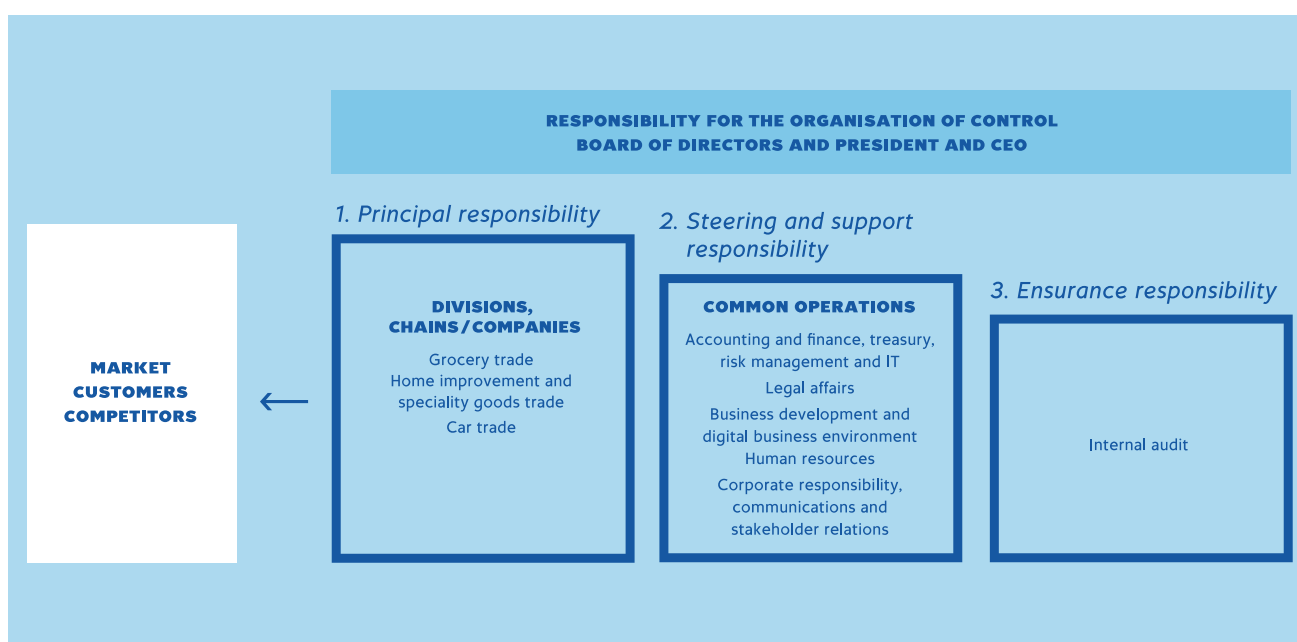 RESPONSIBILITY FOR THE ORGANISATION OF CONTROL
BOARD OF DIRECTORS AND PRESIDENT AND CEO
MARKET
CUSTOMERS
COMPETITORS
1. Principal responsibility
DIVISIONS,
CHAINS/COMPANIES
Grocery trade
Home improvement and
speciality goods trade
Car trade
2. Steering and support
responsibility
COMMON OPERATIONS
Accounting and finance, treasury,
risk management and IT
Legal affairs
Business development and
digital business environment
Human resources
Corporate responsibility,
communications and
stakeholder relations
3. Ensurance responsibility
Internal audit